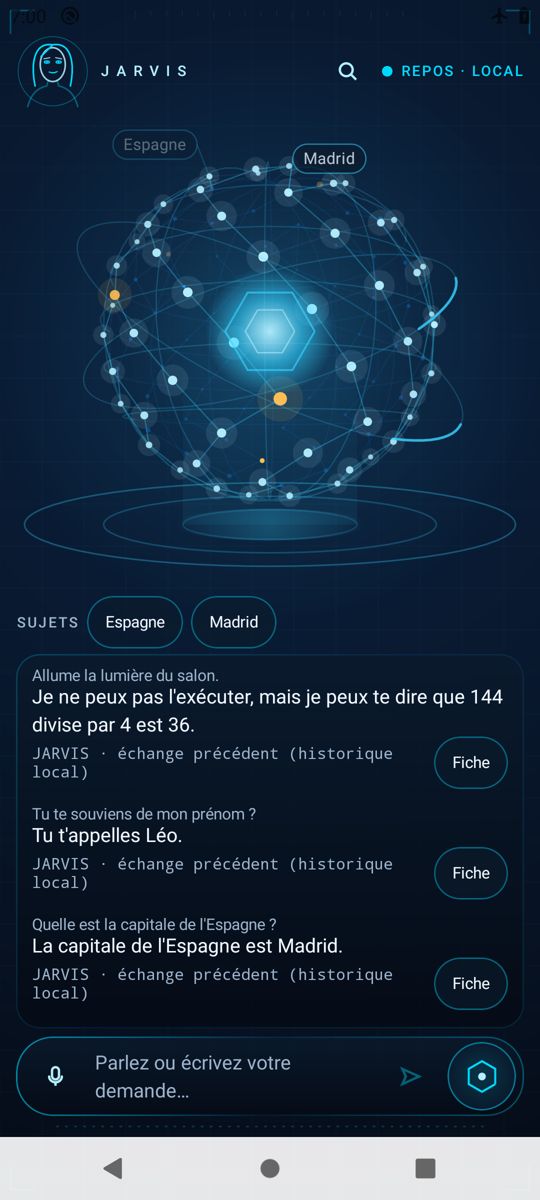 7:00
JARVIS
REPOS · LOCAL
Espagne
Madrid
SUJETS
Espagne
Madrid
Allume la lumière du salon.
Je ne peux pas l'exécuter, mais je peux te dire que 144
divise par 4 est 36.
JARVIS · échange précédent (historique
local)
Fiche
Tu te souviens de mon prénom ?
Tu t'appelles Léo.
JARVIS · échange précédent (historique
local)
Fiche
Quelle est la capitale de l'Espagne ?
La capitale de l'Espagne est Madrid.
JARVIS · échange précédent (historique
local)
Fiche
Parlez ou écrivez votre
demande…